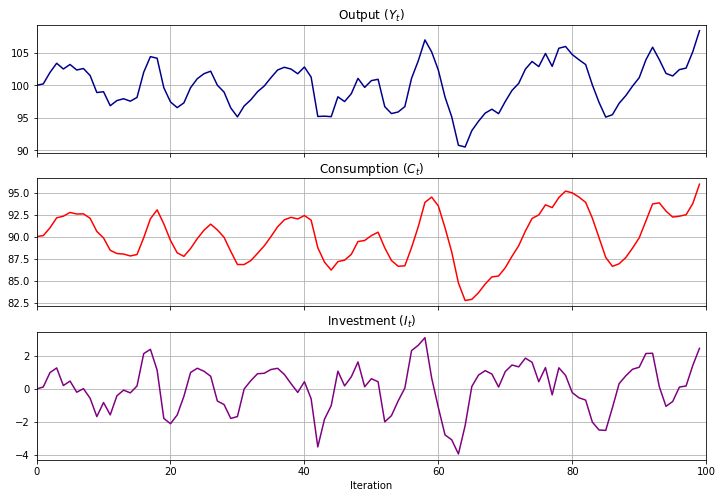 Output (Y_t)
105
100
95
90
Consumption (C_t)
95.0
92.5
90.0
87.5
85.0
82.5
Investment (I_t)
2
0
−2
−4
0 20 40 60 80 100
Iteration